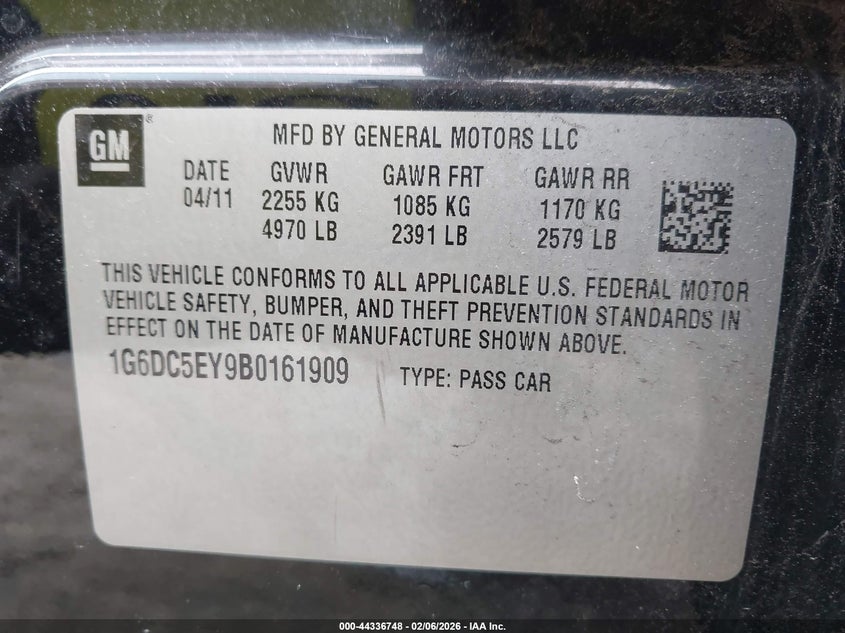 GM ®
MFD BY GENERAL MOTORS LLC
DATE GVWR GAWR FRT GAWR RR
04/11 2255 KG 1085 KG 1170 KG
4970 LB 2391 LB 2579 LB
THIS VEHICLE CONFORMS TO ALL APPLICABLE U.S. FEDERAL MOTOR
VEHICLE SAFETY, BUMPER, AND THEFT PREVENTION STANDARDS IN
EFFECT ON THE DATE OF MANUFACTURE SHOWN ABOVE.
1G6DC5EY9B0161909 TYPE: PASS CAR
000-44336748 - 02/06/2026 - IAA Inc.